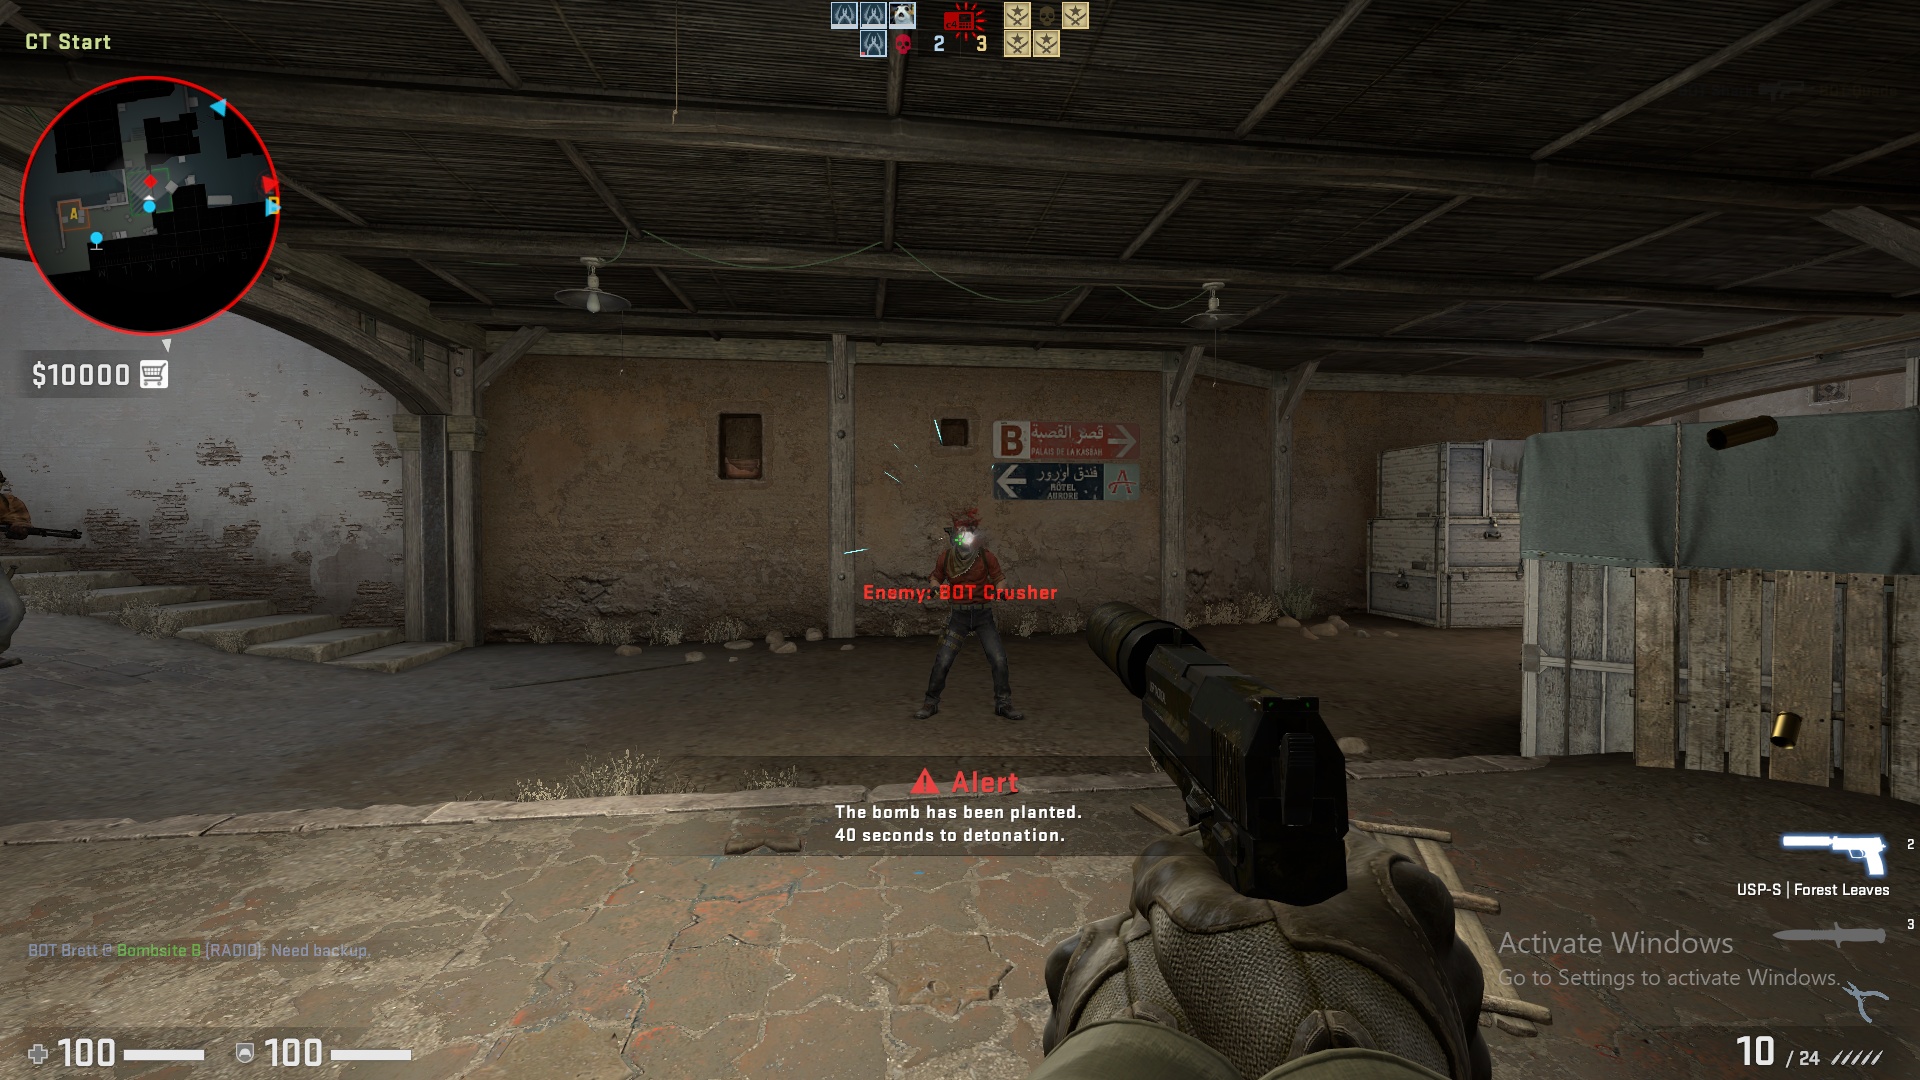 CT Start
2 3
A
B
$10000
B قصر القصبة
PALAIS DE LA KASBAH
فندق أورور A
HÔTEL
AURORE
Enemy: BOT Crusher
Alert
The bomb has been planted.
40 seconds to detonation.
2
USP-S | Forest Leaves
3
BOT Brett @ Bombsite B (RADIO): Need backup.
Activate Windows
Go to Settings to activate Windows.
100 100
10 / 24